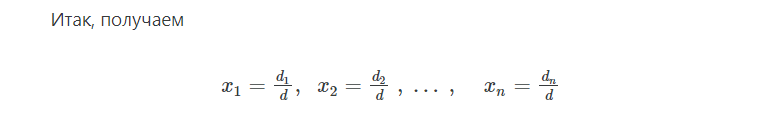 Итак, получаем
x₁ = d₁/d, x₂ = d₂/d , … , xₙ = dₙ/d